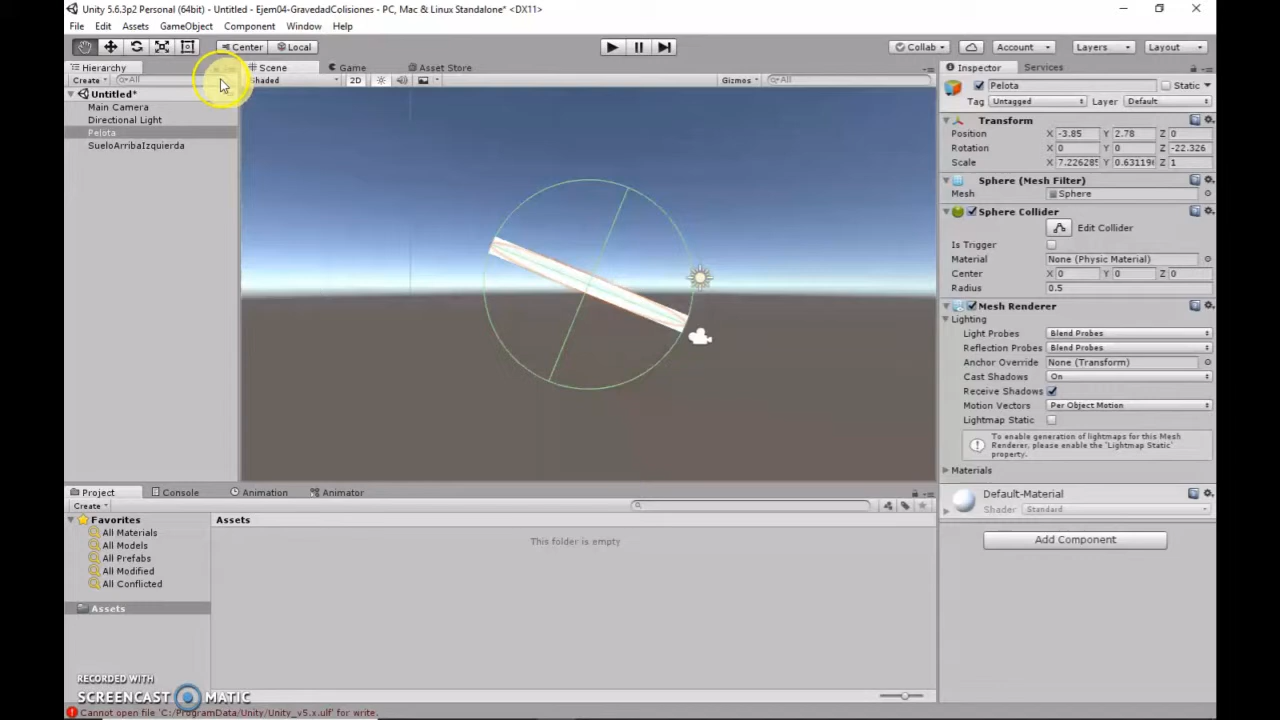 Unity 5.6.3p2 Personal (64bit) - Untitled - Ejem04-GravedadColisiones - PC, Mac & Linux Standalone* <DX11>
File Edit Assets GameObject Component Window Help
Center Local Collab Account Layers Layout
Hierarchy Scene Game Asset Store Inspector Services
Create All Shaded 2D Gizmos All Pelota Static
Tag Untagged Layer Default
Untitled*
Main Camera
Directional Light
Pelota
SueloArribaIzquierda
Transform
Position X -3.85 Y 2.78 Z 0
Rotation X 0 Y 0 Z -22.326
Scale X 7.226285 Y 0.631196 Z 1
Sphere (Mesh Filter)
Mesh Sphere
Sphere Collider
Edit Collider
Is Trigger
Material None (Physic Material)
Center X 0 Y 0 Z 0
Radius 0.5
Mesh Renderer
Lighting
Light Probes Blend Probes
Reflection Probes Blend Probes
Anchor Override None (Transform)
Cast Shadows On
Receive Shadows
Motion Vectors Per Object Motion
Lightmap Static
To enable generation of lightmaps for this Mesh
Renderer, please enable the 'Lightmap Static'
property.
Materials
Default-Material
Shader Standard
Add Component
Project Console Animation Animator
Create
Favorites
All Materials
All Models
All Prefabs
All Modified
All Conflicted
Assets
Assets
This folder is empty
RECORDED WITH
SCREENCAST MATIC
Cannot open file 'C:/ProgramData/Unity/Unity_v5.x.ulf' for write.